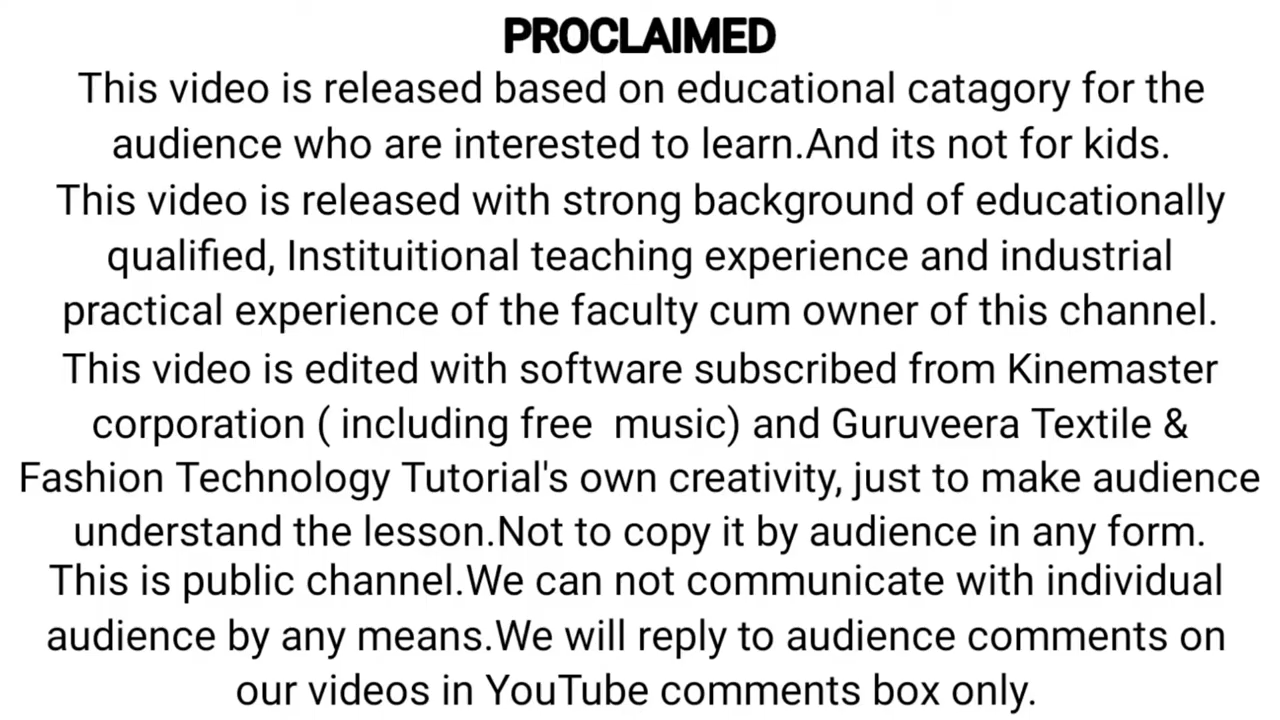 PROCLAIMED
This video is released based on educational catagory for the
audience who are interested to learn.And its not for kids.
This video is released with strong background of educationally
qualified, Instituitional teaching experience and industrial
practical experience of the faculty cum owner of this channel.
This video is edited with software subscribed from Kinemaster
corporation ( including free  music) and Guruveera Textile &
Fashion Technology Tutorial's own creativity, just to make audience
understand the lesson.Not to copy it by audience in any form.
This is public channel.We can not communicate with individual
audience by any means.We will reply to audience comments on
our videos in YouTube comments box only.